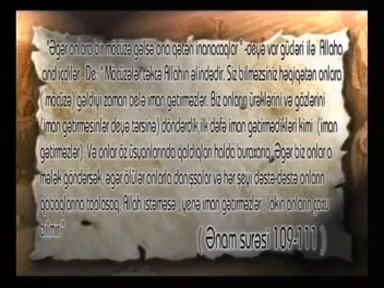 "Əgər onlara bir möcüzə gəlsə ona qətən inanacaqlar " -deyə var gücləri ilə Allaha
and içdilər . De: " Möcüzələr təkcə Allahın əlindədir. Siz bilməzsiniz həqiqətən onlara
( möcüzə) gəldiyi zaman belə iman gətirməzlər. Biz onların ürəklərini və gözlərini
(iman gətirməsinlər deyə tərsinə) döndərdik,ilk dəfə iman gətirmədikləri kimi (iman
gətirməzlər). Və onlar öz üsyanlarında qaldıqları halda buraxarıq. Əgər biz onlara
mələk göndərsək, əgər ölülər onlarla danışsalar və hər şeyi dəstə-dəstə onların
qabaqlarına toplasaq, Allah istəməsə , yenə iman gətirməzlər , lakin onların çoxu
bilmir."
( Ənam surəsi 109-111 )